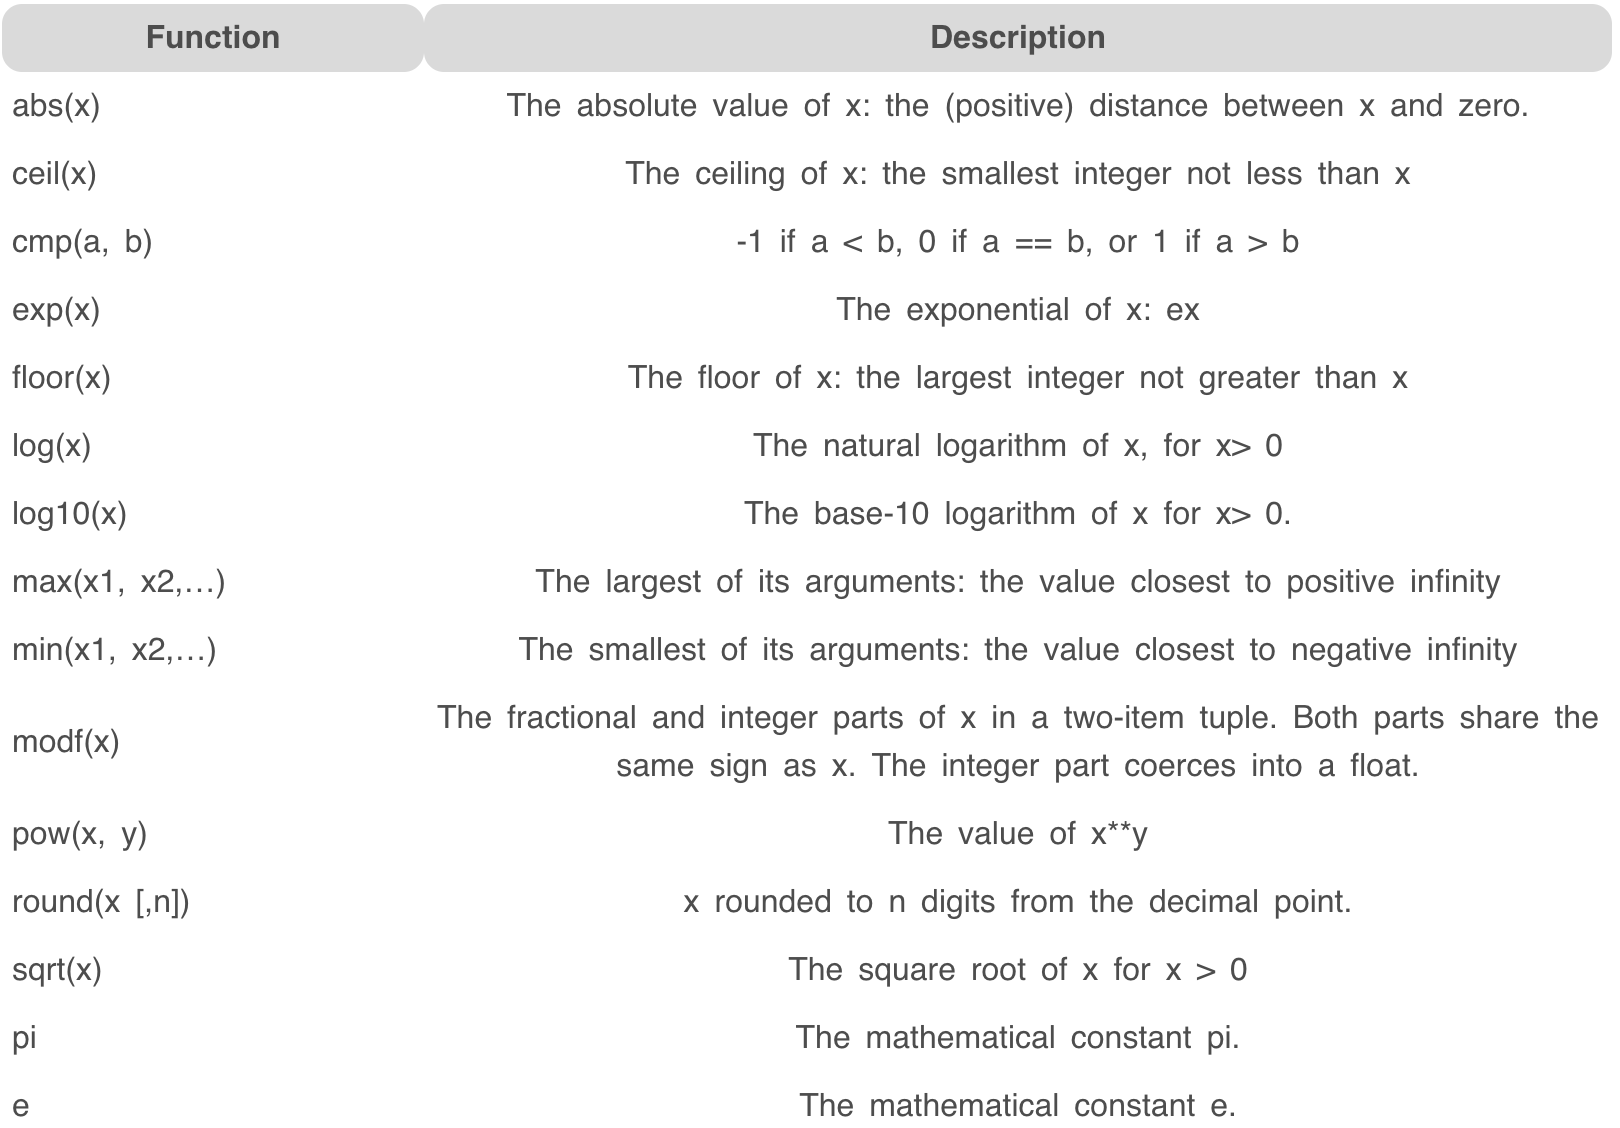 Function Description
abs(x) The absolute value of x: the (positive) distance between x and zero.
ceil(x) The ceiling of x: the smallest integer not less than x
cmp(a, b) -1 if a < b, 0 if a == b, or 1 if a > b
exp(x) The exponential of x: ex
floor(x) The floor of x: the largest integer not greater than x
log(x) The natural logarithm of x, for x> 0
log10(x) The base-10 logarithm of x for x> 0.
max(x1, x2,…) The largest of its arguments: the value closest to positive infinity
min(x1, x2,…) The smallest of its arguments: the value closest to negative infinity
modf(x) The fractional and integer parts of x in a two-item tuple. Both parts share the
same sign as x. The integer part coerces into a float.
pow(x, y) The value of x**y
round(x [,n]) x rounded to n digits from the decimal point.
sqrt(x) The square root of x for x > 0
pi The mathematical constant pi.
e The mathematical constant e.